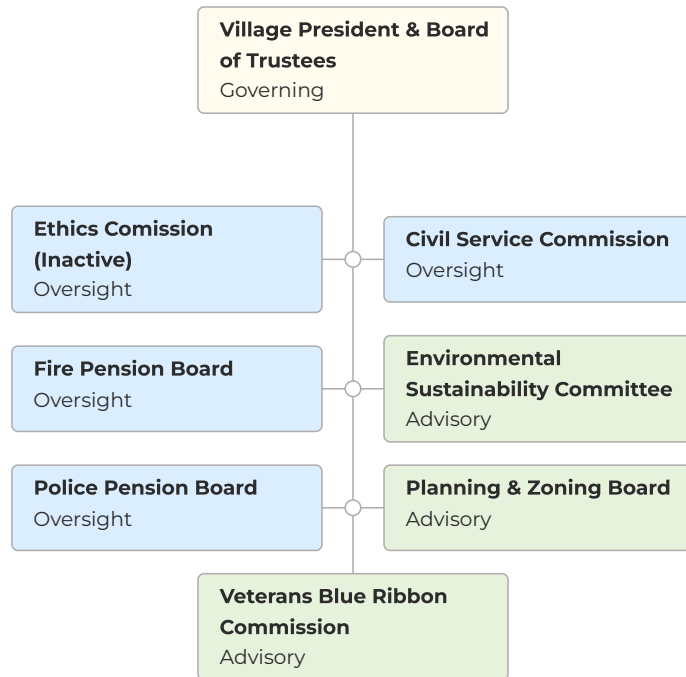 Village President & Board
of Trustees
Governing
Ethics Comission
(Inactive)
Oversight
Civil Service Commission
Oversight
Fire Pension Board
Oversight
Environmental
Sustainability Committee
Advisory
Police Pension Board
Oversight
Planning & Zoning Board
Advisory
Veterans Blue Ribbon
Commission
Advisory